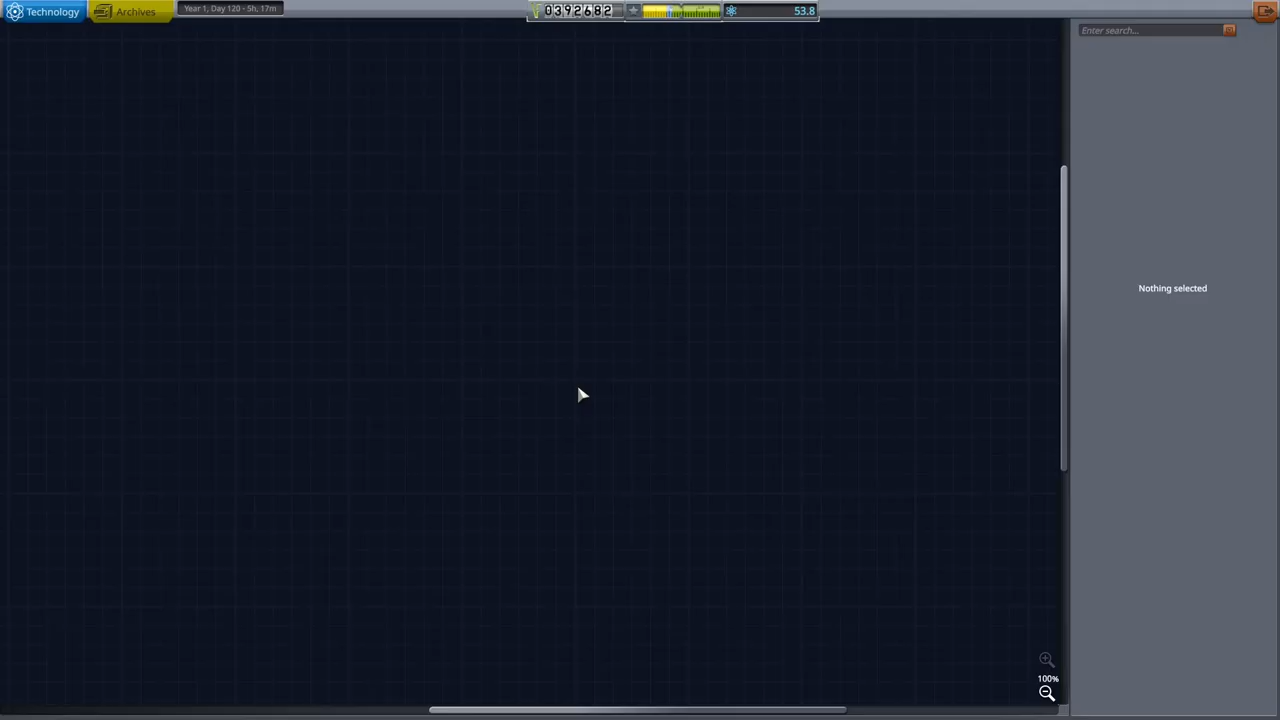 Technology
Archives
Year 1, Day 120 - 5h, 17m
0392682
53.8
Enter search...
Nothing selected
100%